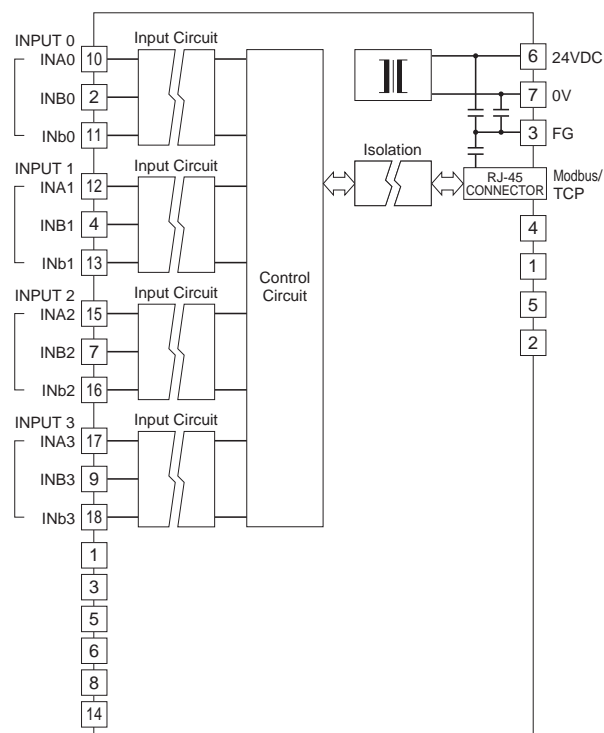 INPUT 0
INA0 10
INB0 2
INb0 11
Input Circuit
INPUT 1
INA1 12
INB1 4
INb1 13
Input Circuit
INPUT 2
INA2 15
INB2 7
INb2 16
Input Circuit
INPUT 3
INA3 17
INB3 9
INb3 18
Input Circuit
1
3
5
6
8
14
Control
Circuit
Isolation
6 24VDC
7 0V
3 FG
RJ-45
CONNECTOR
Modbus/
TCP
4
1
5
2